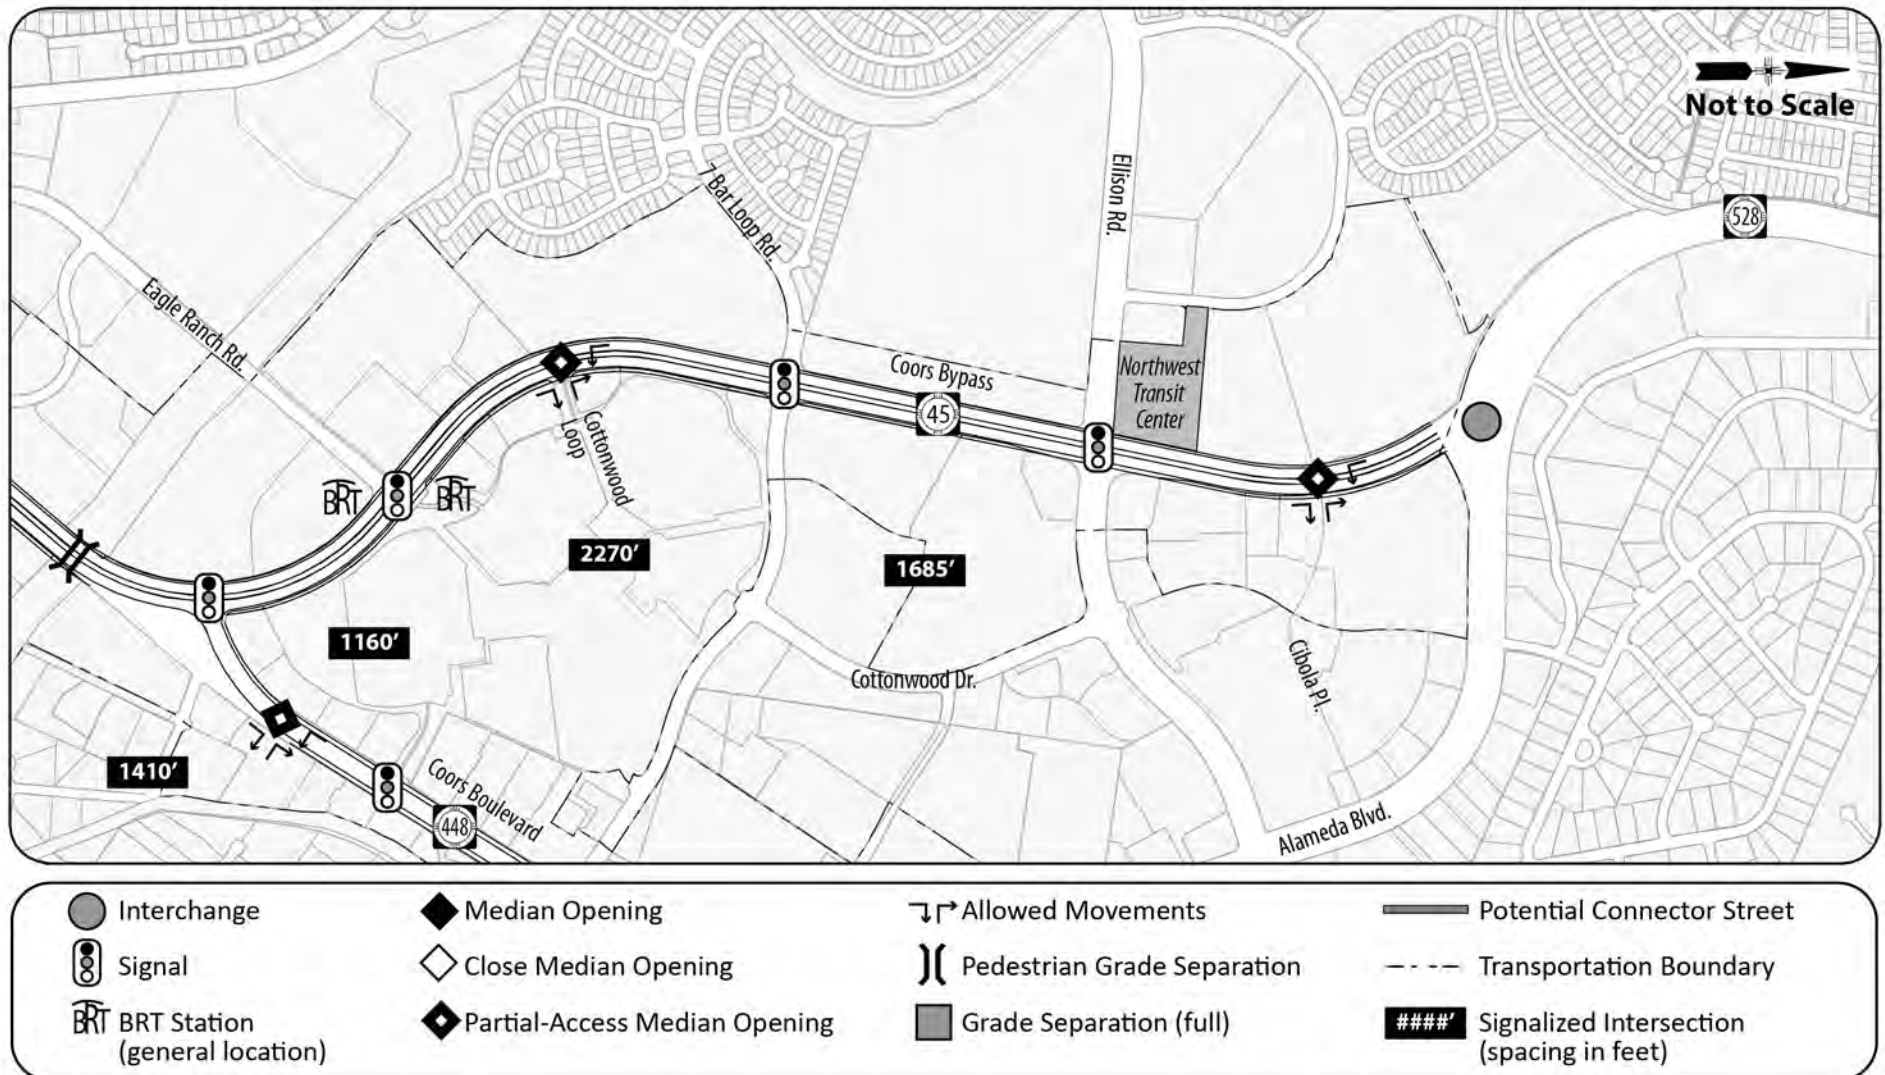 Not to Scale
528
7 Bar Loop Rd.
Ellison Rd.
Eagle Ranch Rd.
Coors Bypass
45
Northwest
Transit
Center
Cottonwood
Loop
BRT
BRT
2270′
1685′
1160′
Cottonwood Dr.
Cibola Pl.
1410′
Coors Boulevard
448
Alameda Blvd.
Interchange
Signal
BRT
BRT Station
(general location)
Median Opening
Close Median Opening
Partial-Access Median Opening
Allowed Movements
Pedestrian Grade Separation
Grade Separation (full)
Potential Connector Street
Transportation Boundary
####′
Signalized Intersection
(spacing in feet)